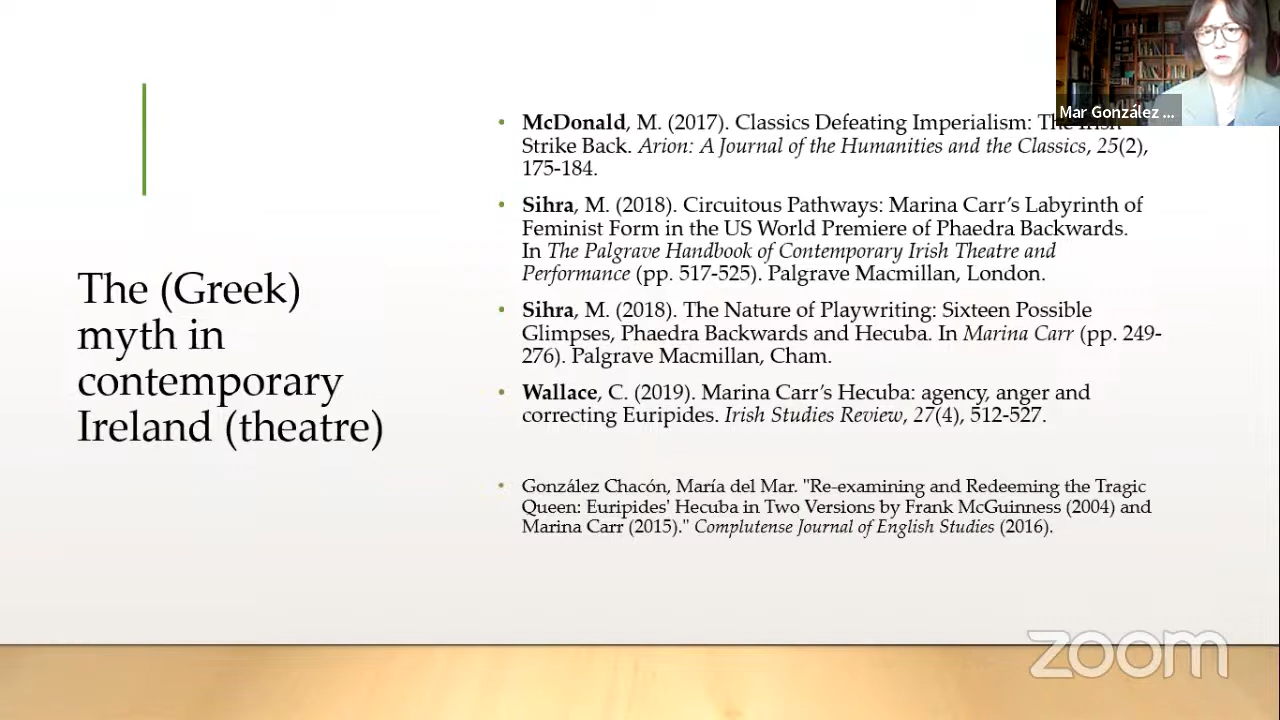 Mar González ...
The (Greek)
myth in
contemporary
Ireland (theatre)
• McDonald, M. (2017). Classics Defeating Imperialism: The Irish
Strike Back. Arion: A Journal of the Humanities and the Classics, 25(2),
175-184.
• Sihra, M. (2018). Circuitous Pathways: Marina Carr’s Labyrinth of
Feminist Form in the US World Premiere of Phaedra Backwards.
In The Palgrave Handbook of Contemporary Irish Theatre and
Performance (pp. 517-525). Palgrave Macmillan, London.
• Sihra, M. (2018). The Nature of Playwriting: Sixteen Possible
Glimpses, Phaedra Backwards and Hecuba. In Marina Carr (pp. 249-
276). Palgrave Macmillan, Cham.
• Wallace, C. (2019). Marina Carr’s Hecuba: agency, anger and
correcting Euripides. Irish Studies Review, 27(4), 512-527.
• González Chacón, María del Mar. "Re-examining and Redeeming the Tragic
Queen: Euripides' Hecuba in Two Versions by Frank McGuinness (2004) and
Marina Carr (2015)." Complutense Journal of English Studies (2016).
zoom